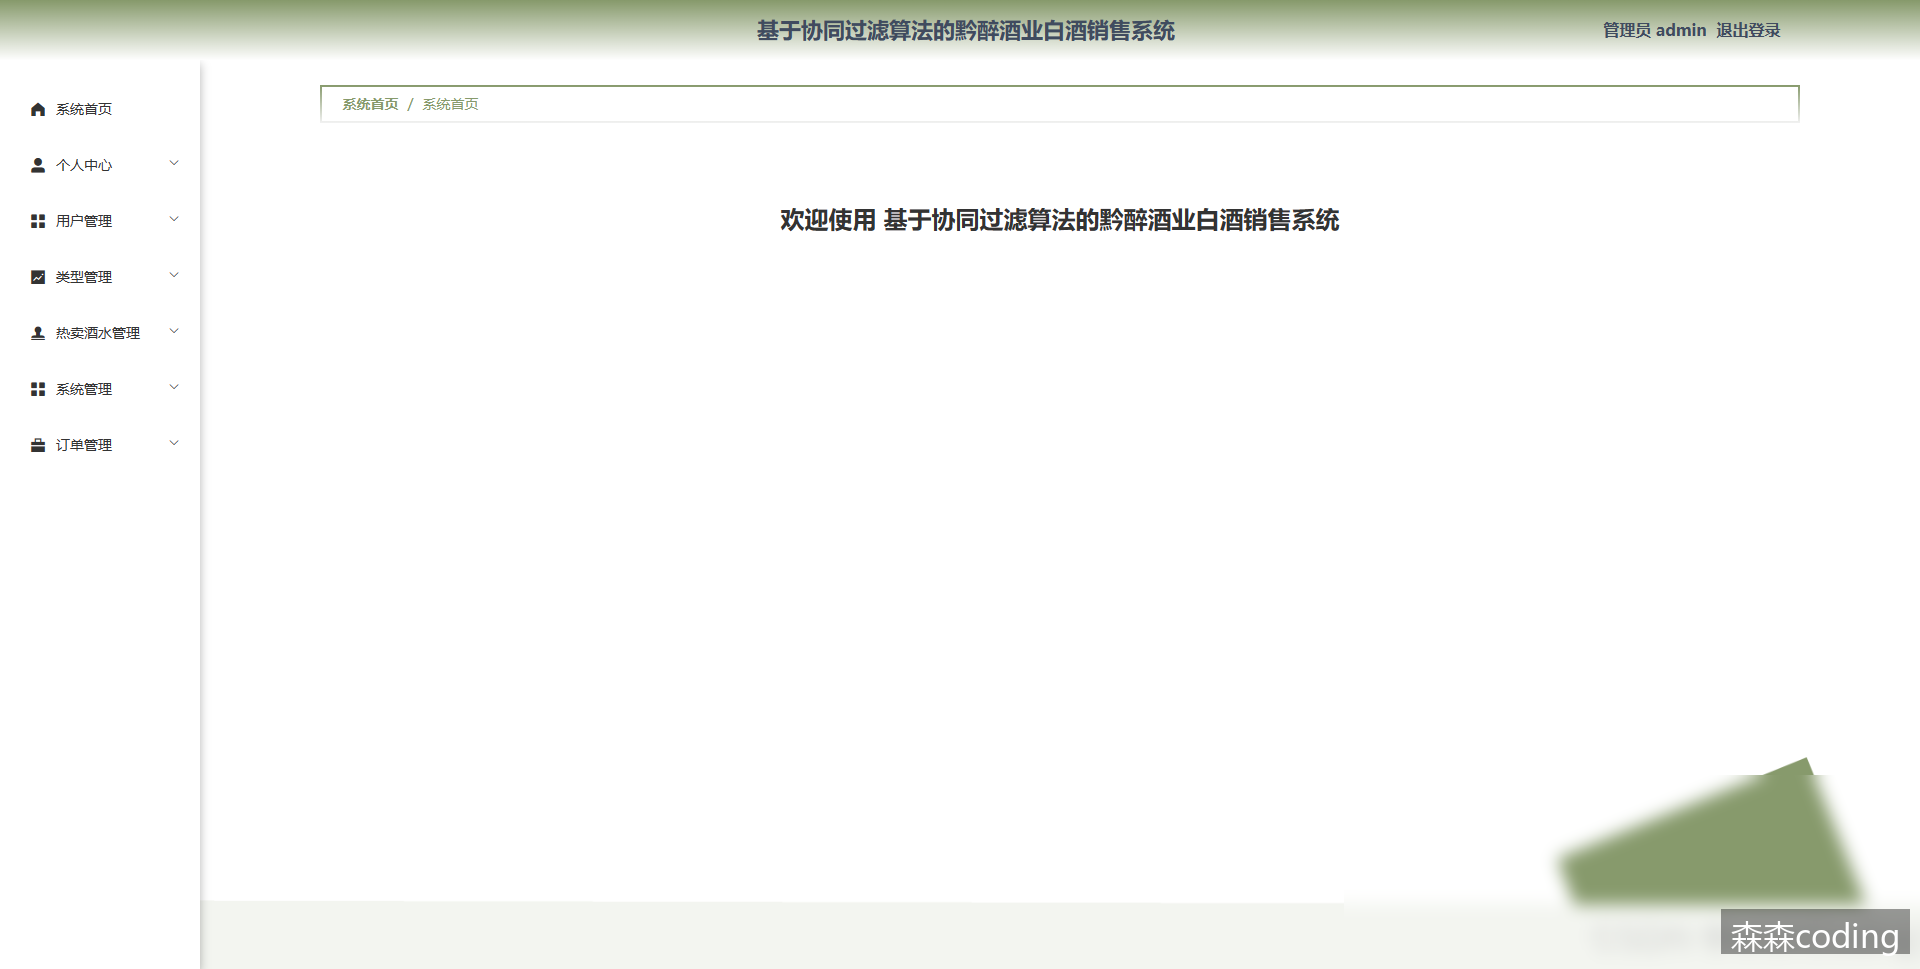 基于协同过滤算法的黔醉酒业白酒销售系统
管理员 admin 退出登录
系统首页
个人中心
用户管理
类型管理
热卖酒水管理
系统管理
订单管理
系统首页 / 系统首页
欢迎使用 基于协同过滤算法的黔醉酒业白酒销售系统
森森coding